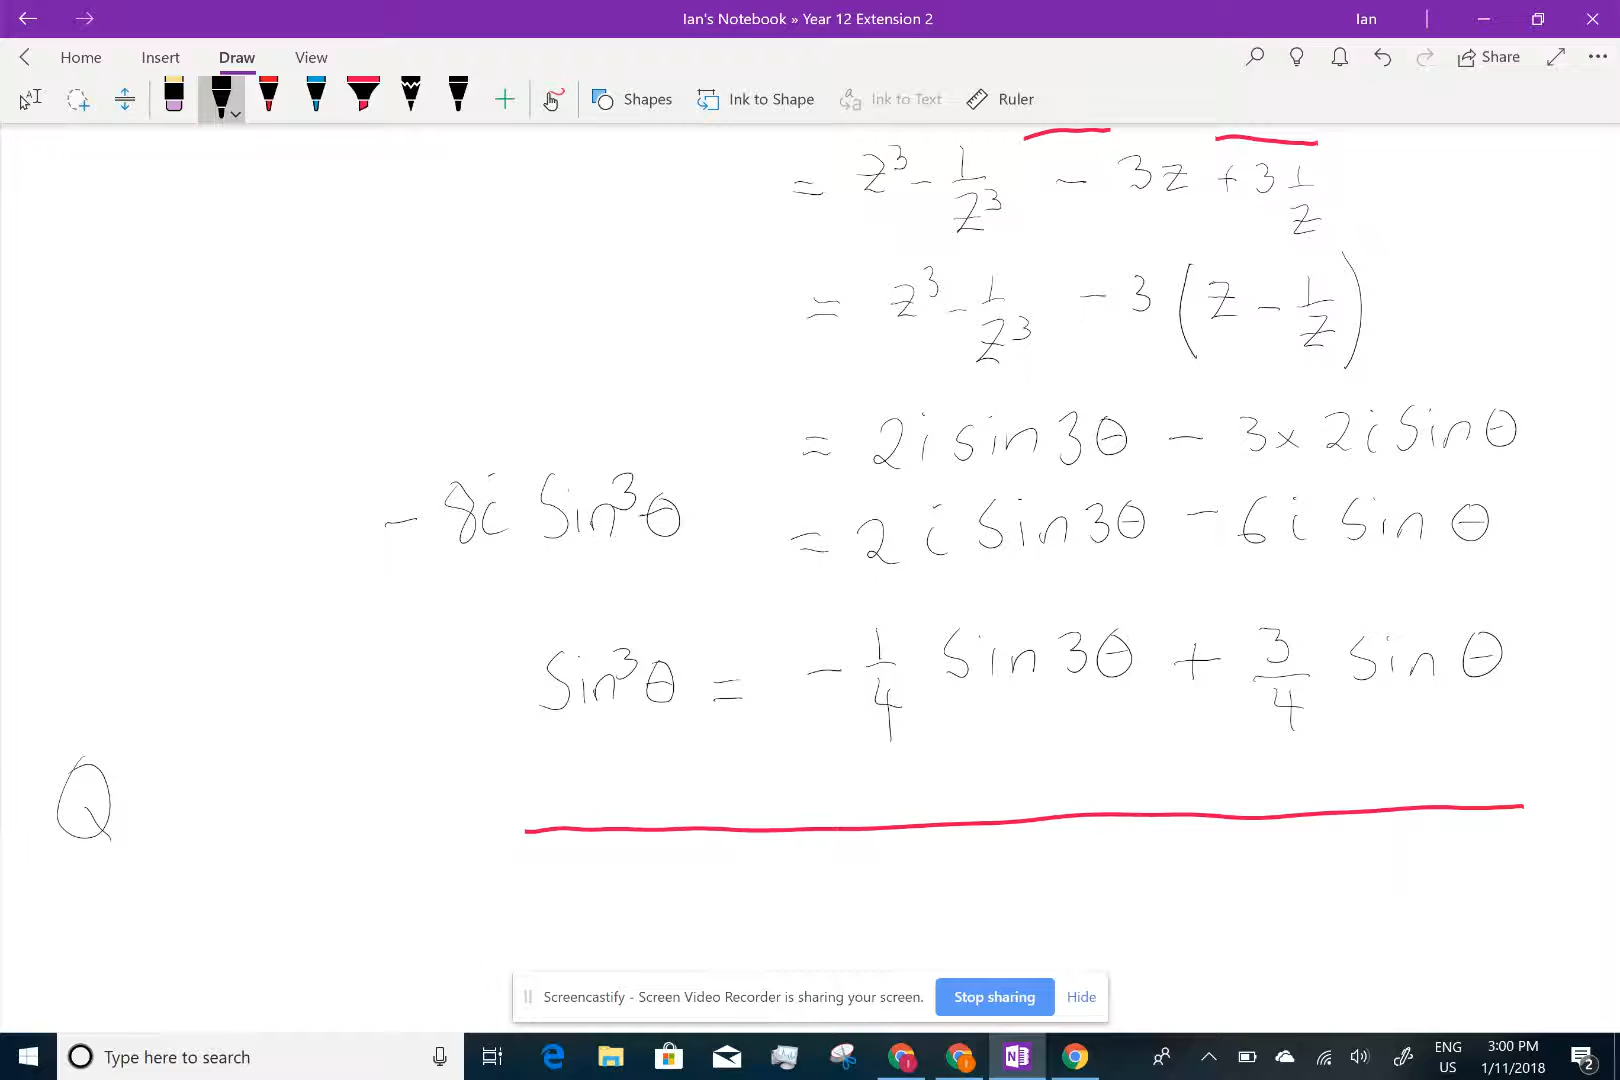 Ian's Notebook » Year 12 Extension 2
Ian
Home Insert Draw View
Share
Shapes Ink to Shape Ink to Text Ruler
= z³ - 1/z³ - 3z + 3 1/z
= z³ - 1/z³ - 3 (z - 1/z)
= 2i sin 3θ - 3x 2i Sin θ
- 8i Sin³θ = 2i Sin 3θ - 6i Sin θ
Sin³θ = - 1/4 Sin 3θ + 3/4 Sin θ
Q
Screencastify - Screen Video Recorder is sharing your screen. Stop sharing Hide
Type here to search
ENG
US
3:00 PM
1/11/2018
2